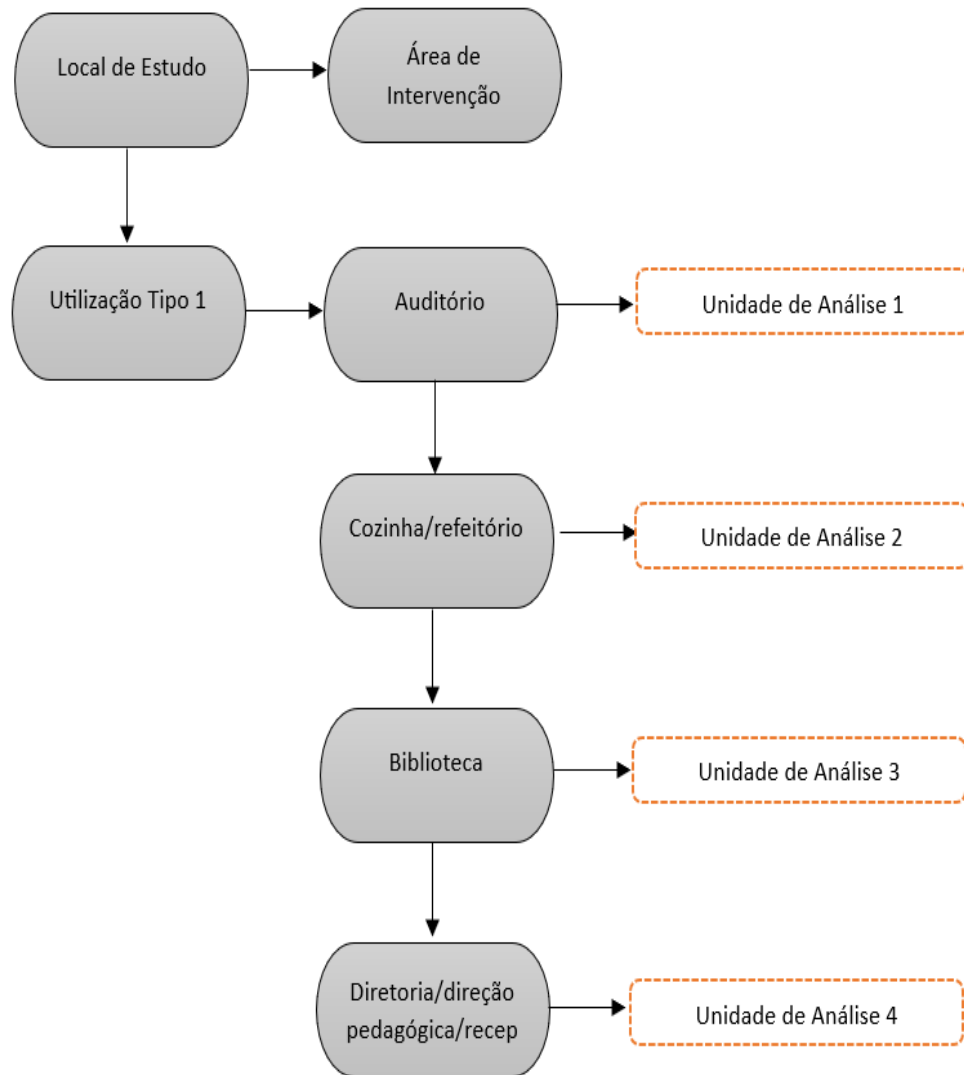 Local de Estudo
Área de
Intervenção
Utilização Tipo 1
Auditório
Unidade de Análise 1
Cozinha/refeitório
Unidade de Análise 2
Biblioteca
Unidade de Análise 3
Diretoria/direção
pedagógica/recep
Unidade de Análise 4